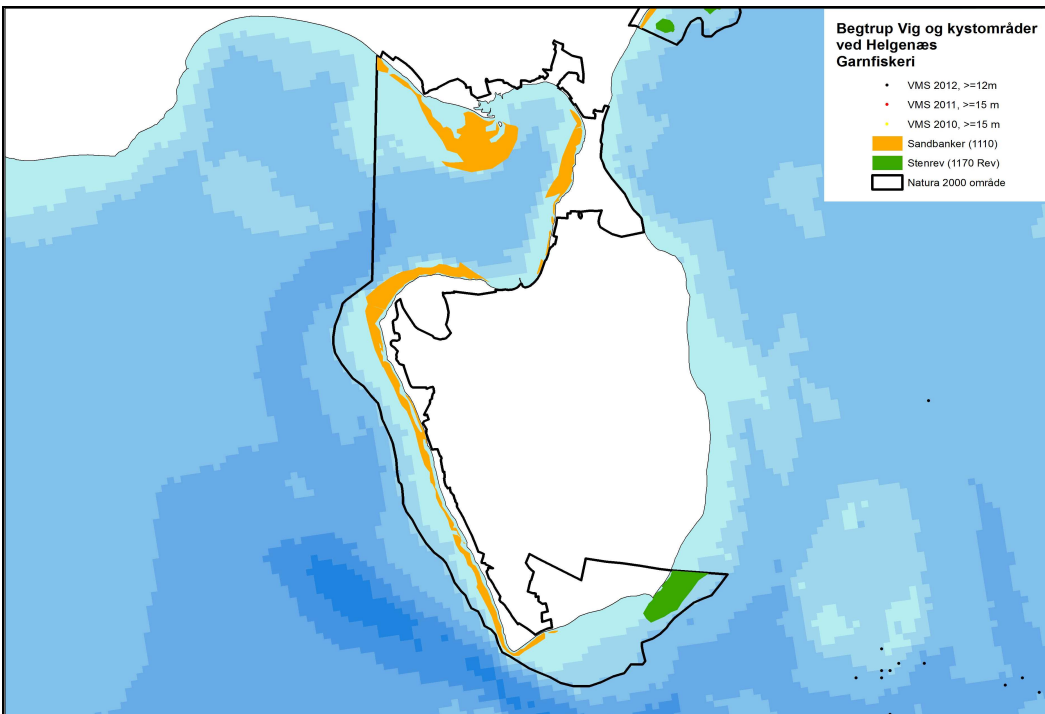 Begtrup Vig og kystområder
ved Helgenæs
Garnfiskeri
VMS 2012, >=12m
VMS 2011, >=15 m
VMS 2010, >=15 m
Sandbanker (1110)
Stenrev (1170 Rev)
Natura 2000 område